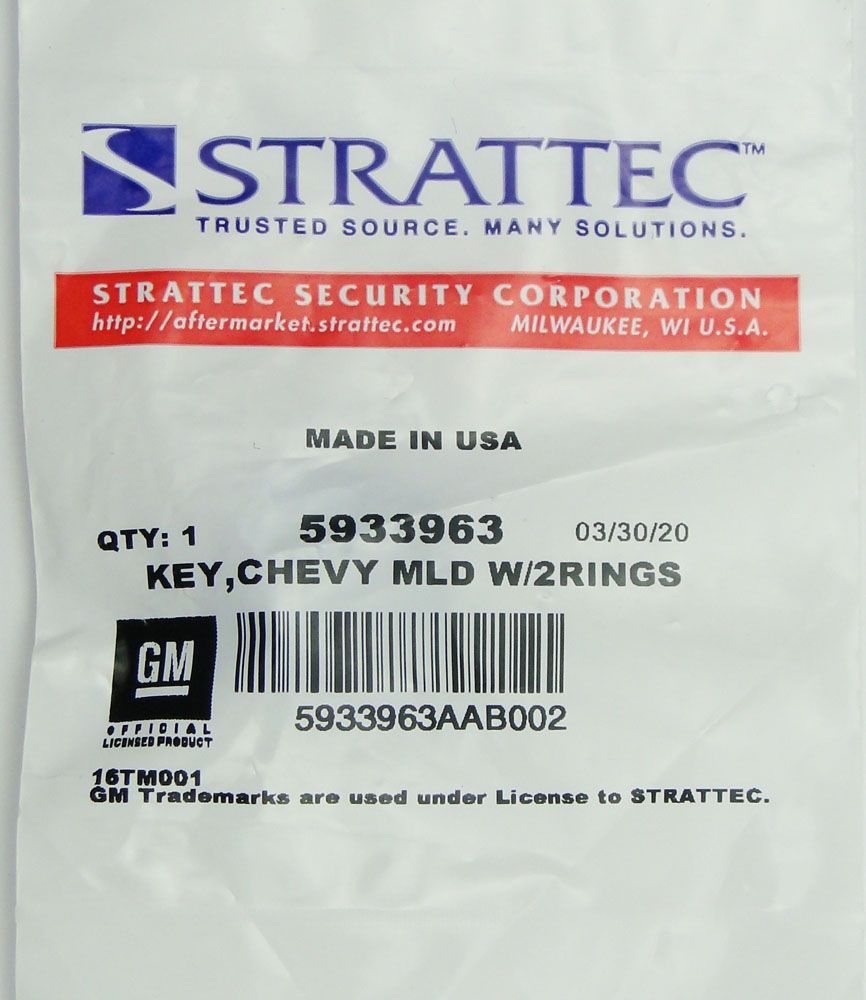 STRATTEC™
TRUSTED SOURCE. MANY SOLUTIONS.
STRATTEC SECURITY CORPORATION
http://aftermarket.strattec.com MILWAUKEE, WI U.S.A.
MADE IN USA
QTY: 1 5933963 03/30/20
KEY,CHEVY MLD W/2RINGS
GM
OFFICIAL
LICENSED PRODUCT
5933963AAB002
16TM001
GM Trademarks are used under License to STRATTEC.